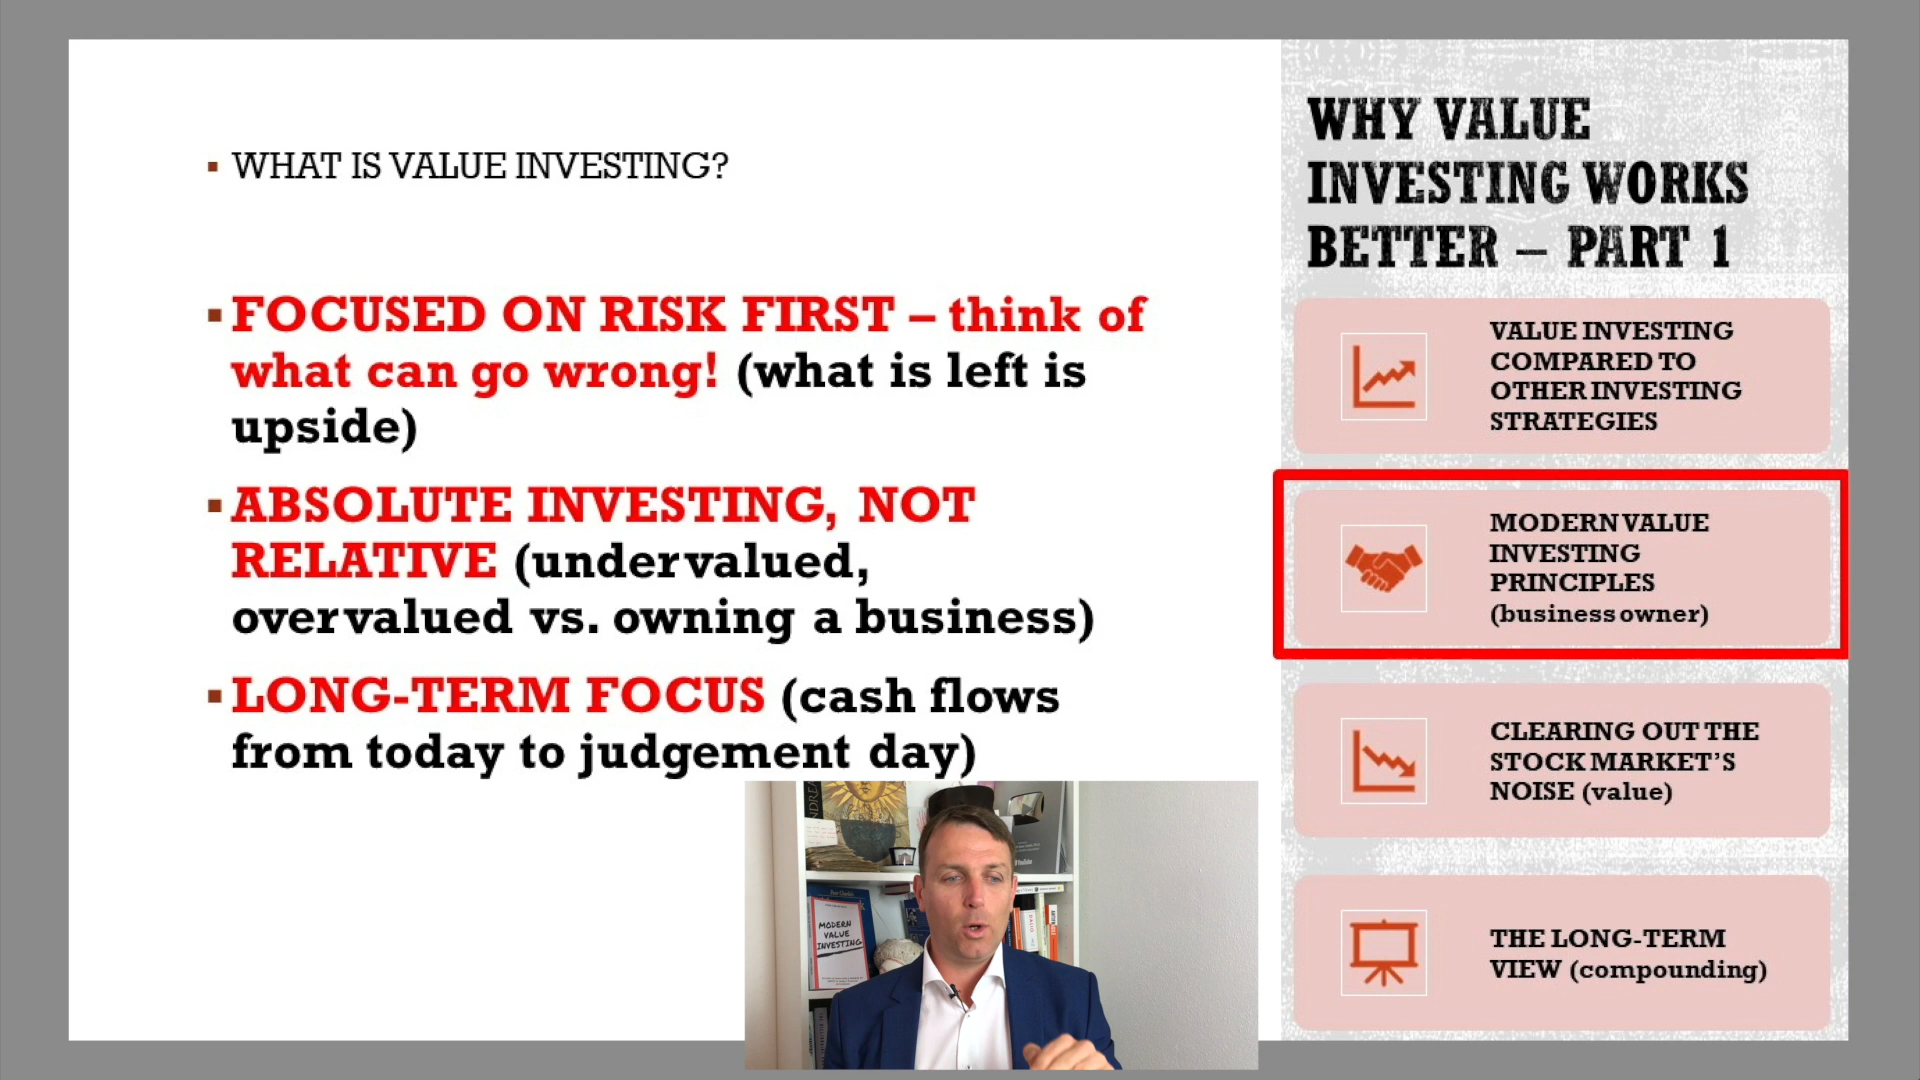 WHAT IS VALUE INVESTING?
FOCUSED ON RISK FIRST – think of
what can go wrong! (what is left is
upside)
ABSOLUTE INVESTING, NOT
RELATIVE (undervalued,
overvalued vs. owning a business)
LONG-TERM FOCUS (cash flows
from today to judgement day)
WHY VALUE
INVESTING WORKS
BETTER – PART 1
VALUE INVESTING
COMPARED TO
OTHER INVESTING
STRATEGIES
MODERN VALUE
INVESTING
PRINCIPLES
(business owner)
CLEARING OUT THE
STOCK MARKET'S
NOISE (value)
THE LONG-TERM
VIEW (compounding)
MODERN
VALUE
INVESTING
YouTube